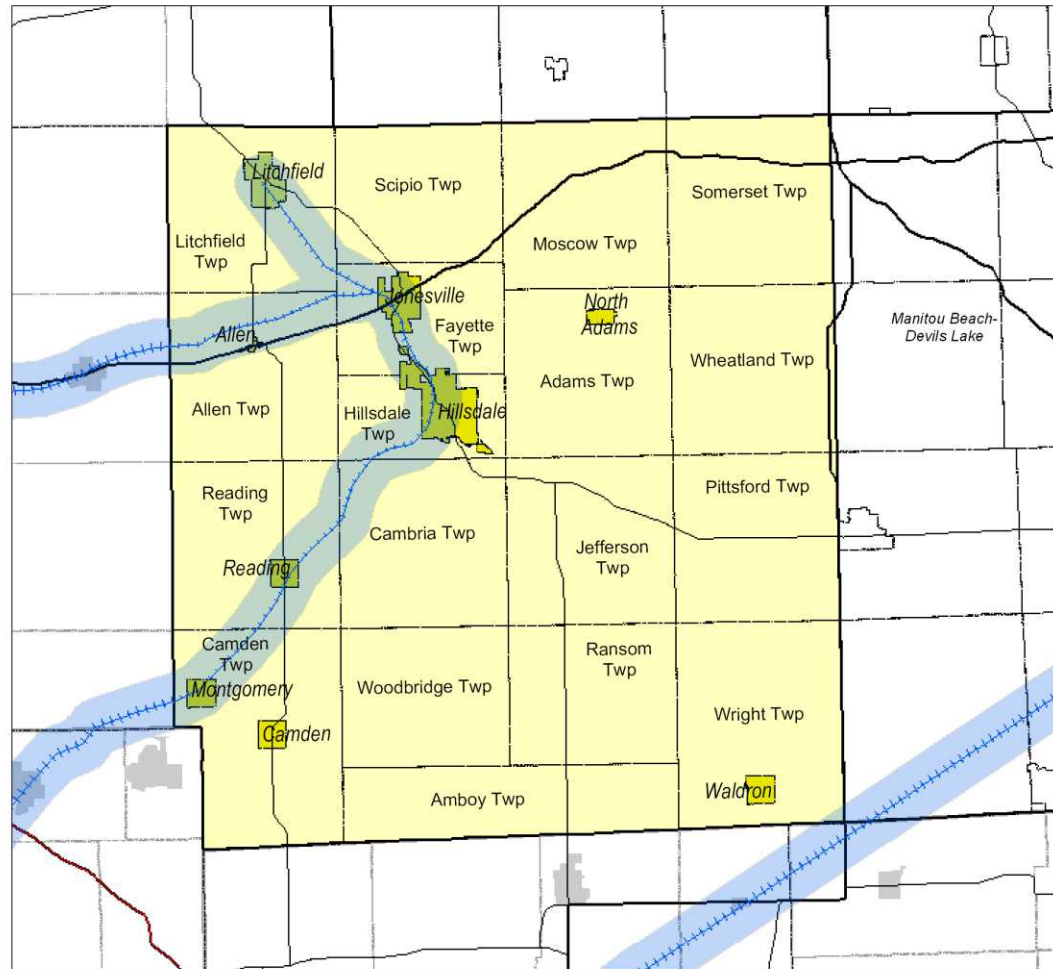 Litchfield
Scipio Twp
Somerset Twp
Litchfield
Twp
Moscow Twp
Jonesville
North
Adams
Manitou Beach-
Devils Lake
Allen
Fayette
Twp
Wheatland Twp
Adams Twp
Allen Twp
Hillsdale
Twp
Hillsdale
Reading
Twp
Pittsford Twp
Cambria Twp
Jefferson
Twp
Reading
Camden
Twp
Ransom
Twp
Montgomery
Woodbridge Twp
Wright Twp
Camden
Waldron
Amboy Twp